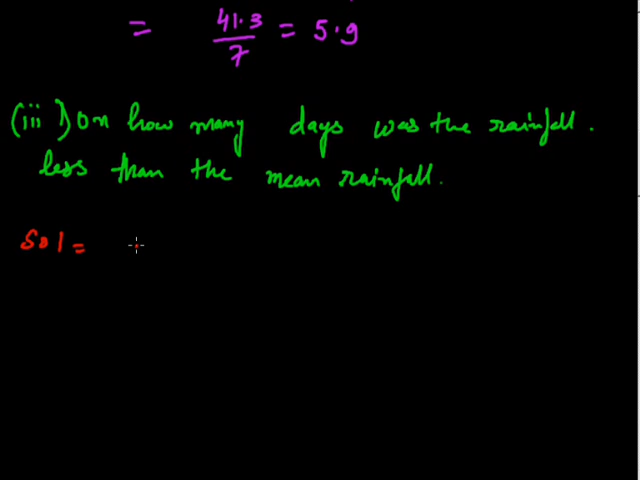 = 41.3/7 = 5.9
(iii) On how many days was the rainfall.
less than the mean rainfall.
Sol =